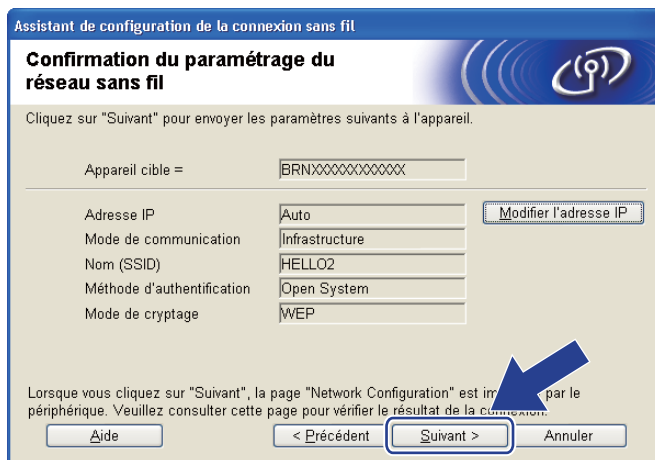 Assistant de configuration de la connexion sans fil
Confirmation du paramétrage du
réseau sans fil
Cliquez sur "Suivant" pour envoyer les paramètres suivants à l'appareil.
Appareil cible = BRNXXXXXXXXXXXX
Adresse IP Auto Modifier l'adresse IP
Mode de communication Infrastructure
Nom (SSID) HELLO2
Méthode d'authentification Open System
Mode de cryptage WEP
Lorsque vous cliquez sur "Suivant", la page "Network Configuration" est par le
périphérique. Veuillez consulter cette page pour vérifier le résultat de la connexion.
Aide < Précédent Suivant > Annuler